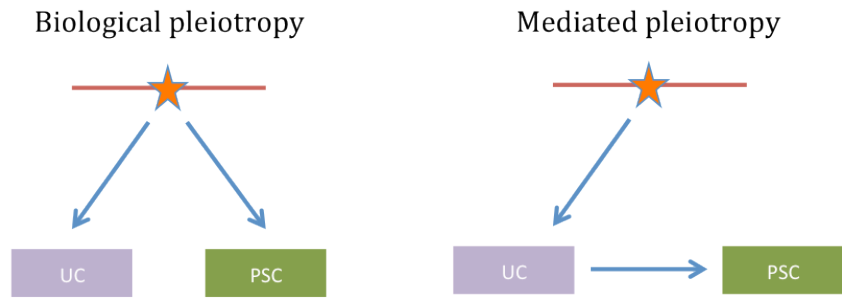 Biological pleiotropy
Mediated pleiotropy
UC
PSC
UC
PSC